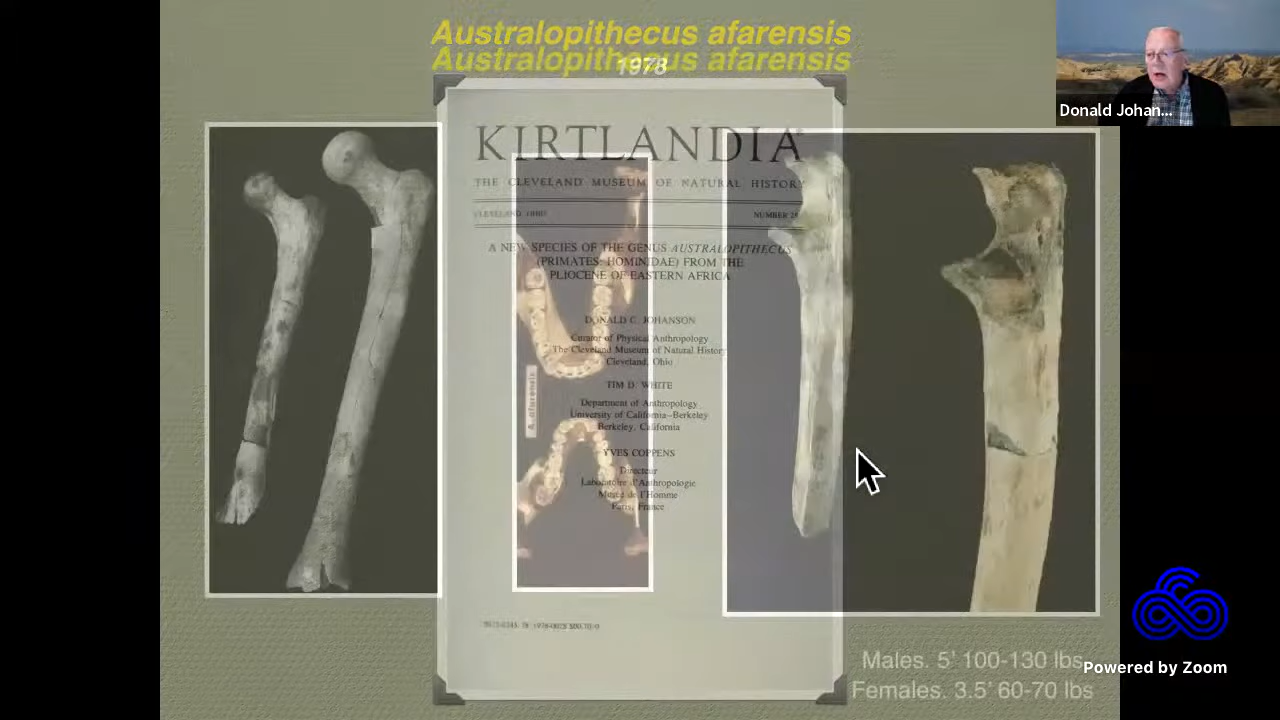 Australopithecus afarensis
Australopithecus afarensis
1978
Donald Johan...
KIRTLANDIA®
THE CLEVELAND MUSEUM OF NATURAL HISTORY
CLEVELAND, OHIO
NUMBER 28
A NEW SPECIES OF THE GENUS AUSTRALOPITHECUS
(PRIMATES: HOMINIDAE) FROM THE
PLIOCENE OF EASTERN AFRICA
DONALD C. JOHANSON
Curator of Physical Anthropology
The Cleveland Museum of Natural History
Cleveland, Ohio
TIM D. WHITE
Department of Anthropology
University of California–Berkeley
Berkeley, California
A. afarensis
YVES COPPENS
Directeur
Laboratoire d'Anthropologie
Musée de l'Homme
Paris, France
Males. 5' 100-130 lbs
Females. 3.5' 60-70 lbs
Powered by Zoom